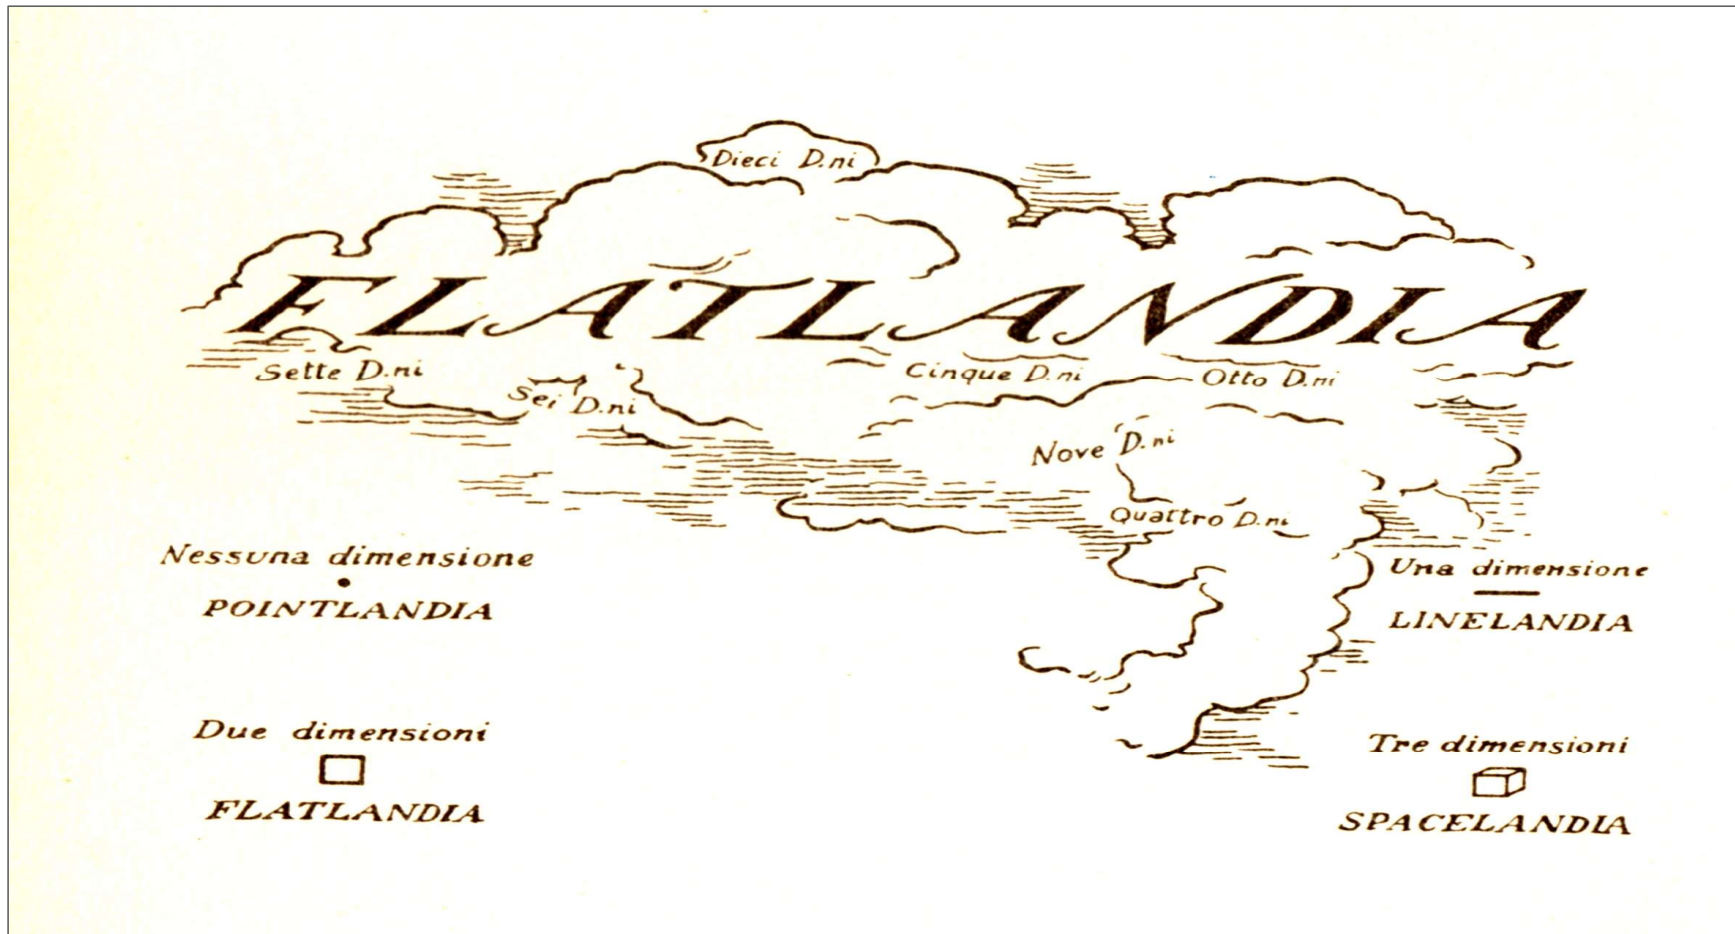 Dieci D.ni
FLATLANDIA
Sette D.ni
Sei D.ni
Cinque D.ni
Otto D.ni
Nove D.ni
Quattro D.ni
Nessuna dimensione
POINTLANDIA
Una dimensione
LINELANDIA
Due dimensioni
FLATLANDIA
Tre dimensioni
SPACELANDIA